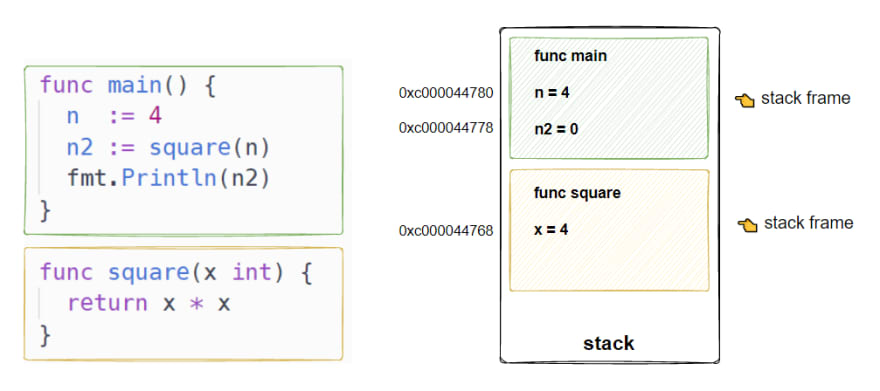 func main() {
  n  := 4
  n2 := square(n)
  fmt.Println(n2)
}
func square(x int) {
  return x * x
}
func main
0xc000044780
n = 4
stack frame
0xc000044778
n2 = 0
func square
0xc000044768
x = 4
stack frame
stack